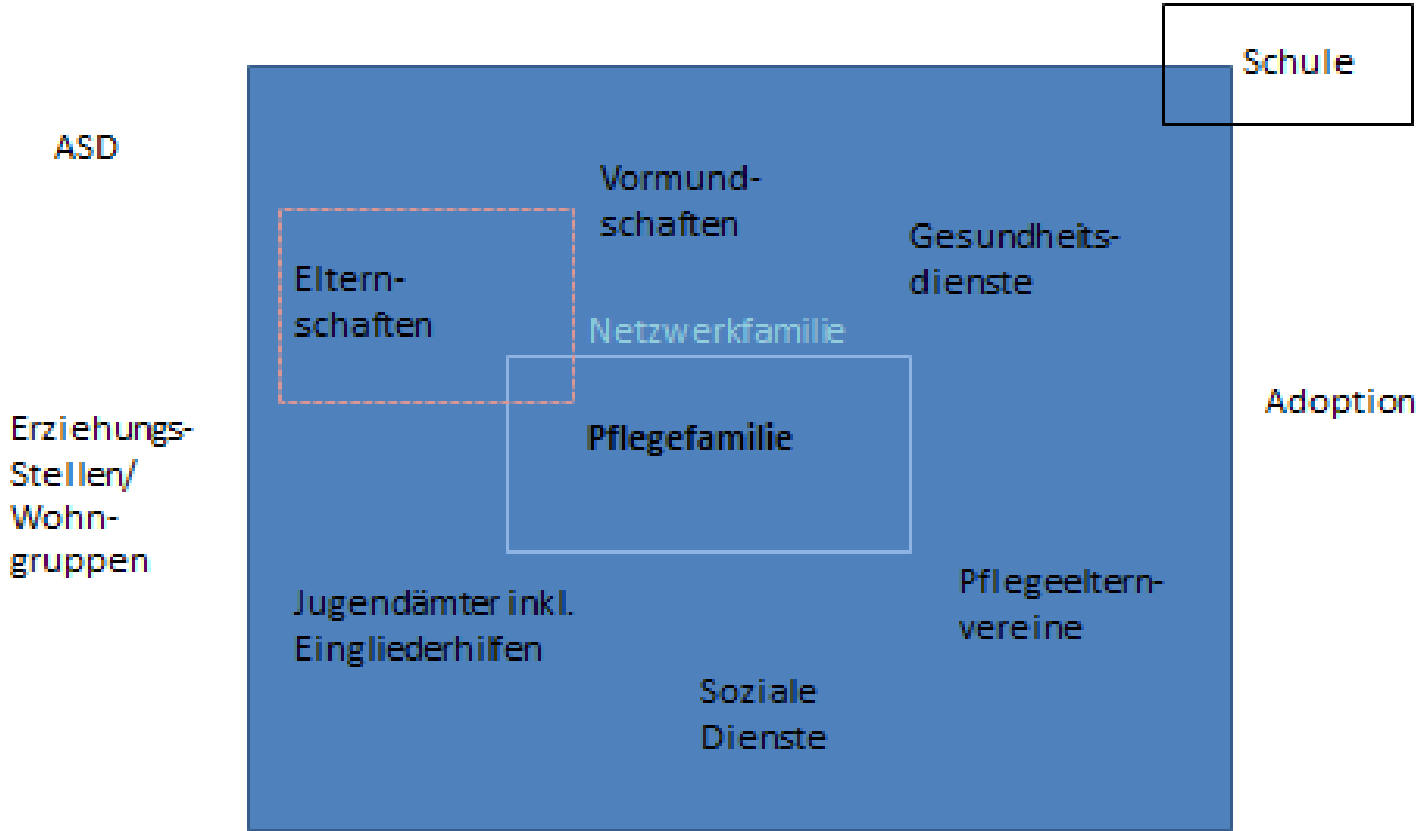 Schule
ASD
Vormund-
schaften
Gesundheits-
dienste
Eltern-
schaften
Netzwerkfamilie
Pflegefamilie
Adoption
Erziehungs-
Stellen/
Wohn-
gruppen
Jugendämter inkl.
Eingliederhilfen
Pflegeeltern-
vereine
Soziale
Dienste